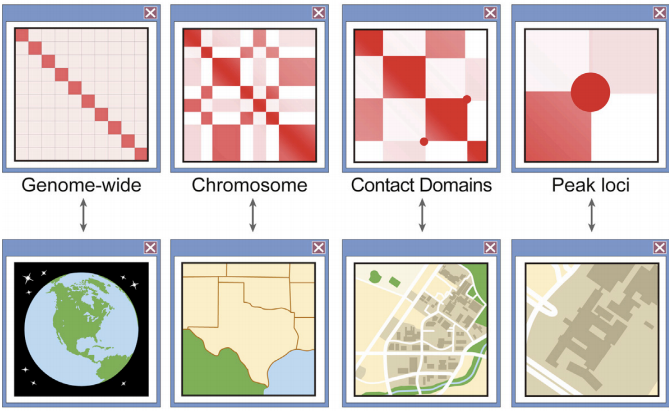 Genome-wide
Chromosome
Contact Domains
Peak loci